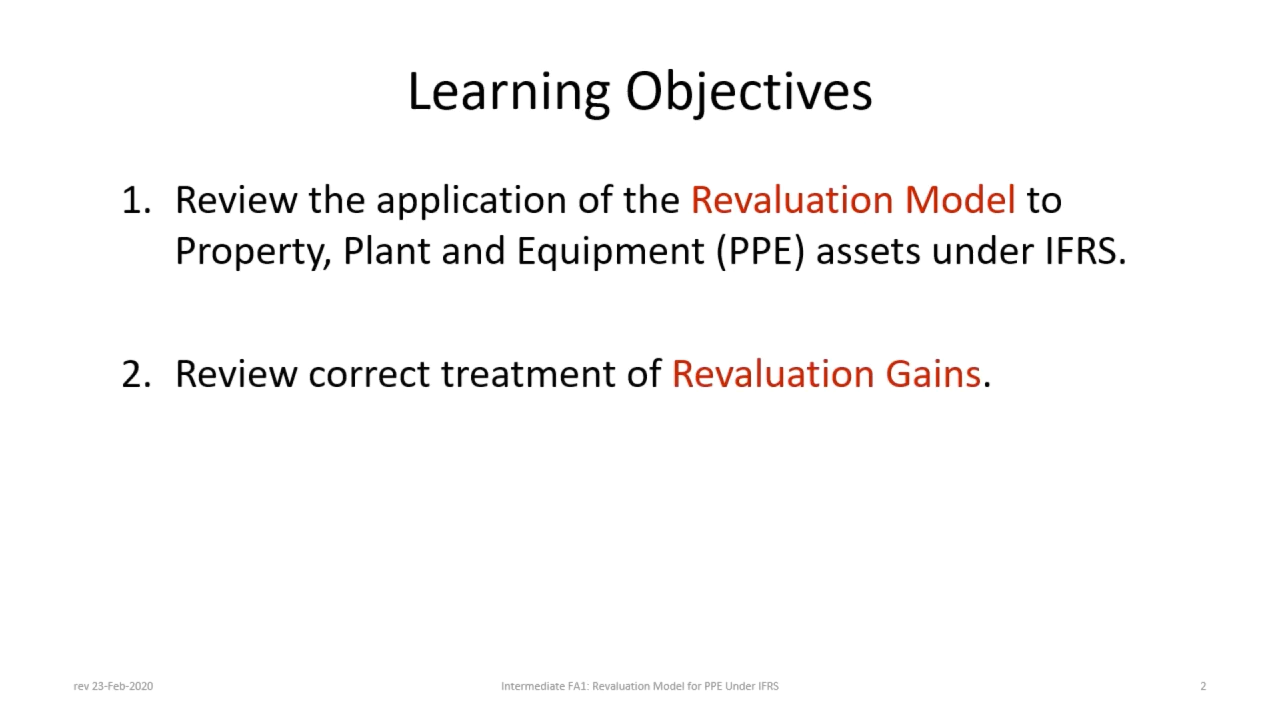 Learning Objectives
1. Review the application of the Revaluation Model to
Property, Plant and Equipment (PPE) assets under IFRS.
2. Review correct treatment of Revaluation Gains.
rev 23-Feb-2020
Intermediate FA1: Revaluation Model for PPE Under IFRS
2